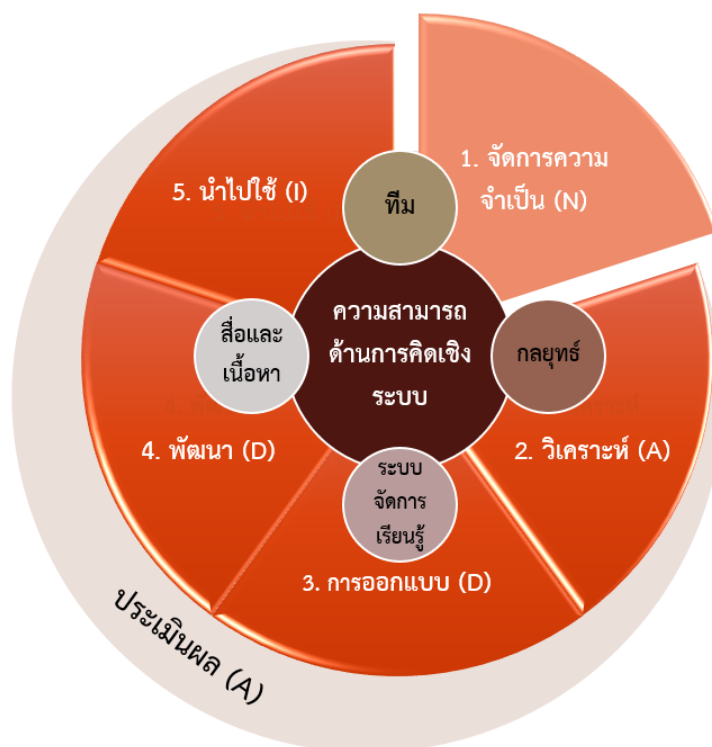 1. จัดการความ
จำเป็น (N)
2. วิเคราะห์ (A)
3. การออกแบบ (D)
4. พัฒนา (D)
5. นำไปใช้ (I)
ทีม
กลยุทธ์
ระบบ
จัดการ
เรียนรู้
สื่อและ
เนื้อหา
ความสามารถ
ด้านการคิดเชิง
ระบบ
ประเมินผล (A)